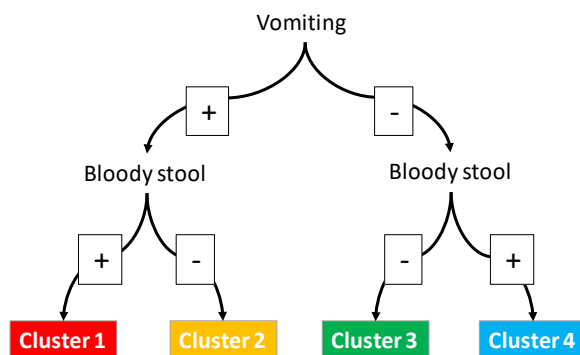 Vomiting
+ -
Bloody stool Bloody stool
+ - - +
Cluster 1 Cluster 2 Cluster 3 Cluster 4